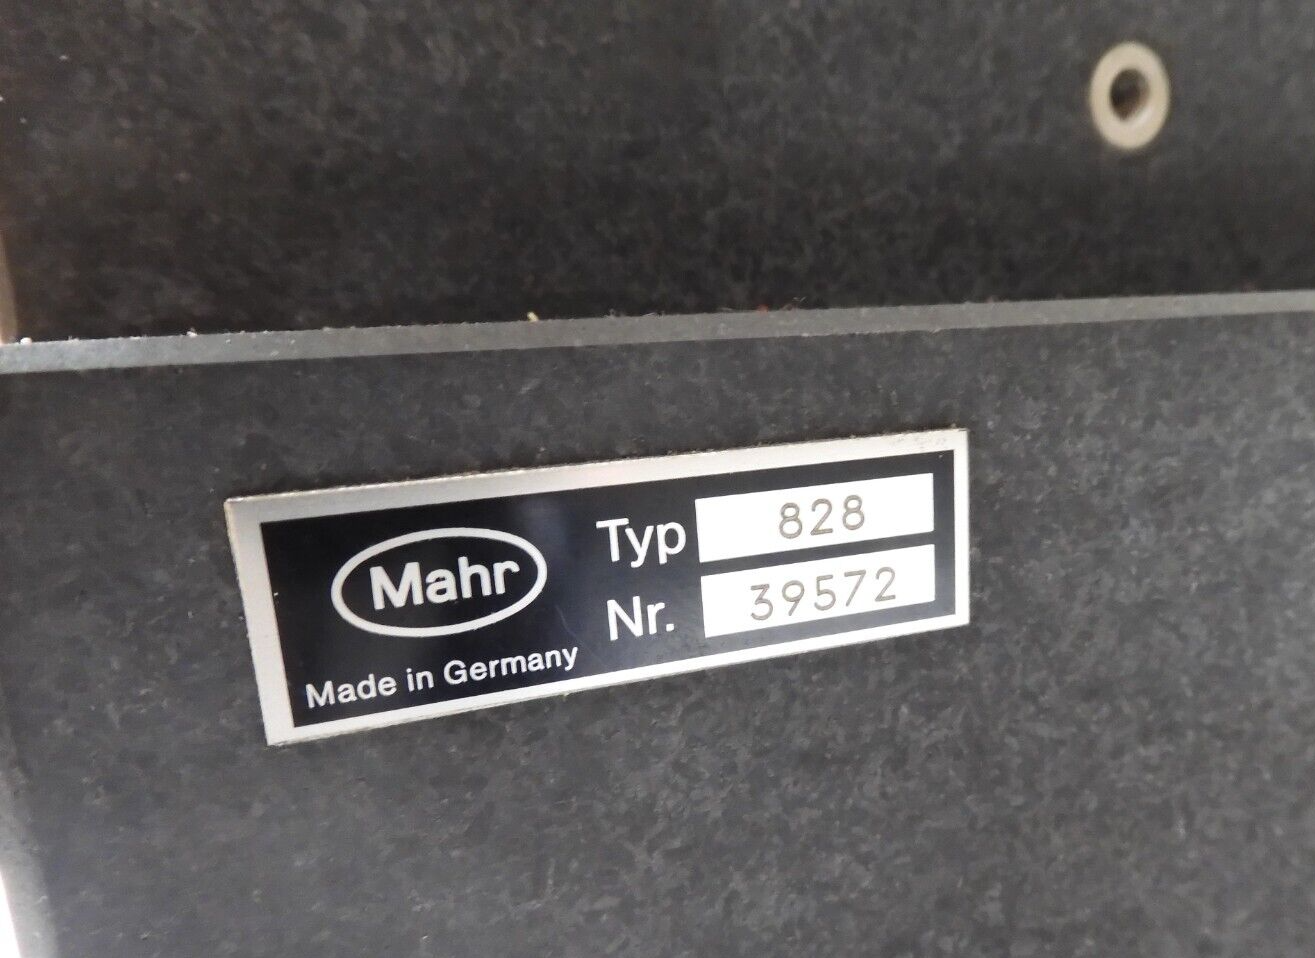 Mahr
Made in Germany
Typ 828
Nr. 39572